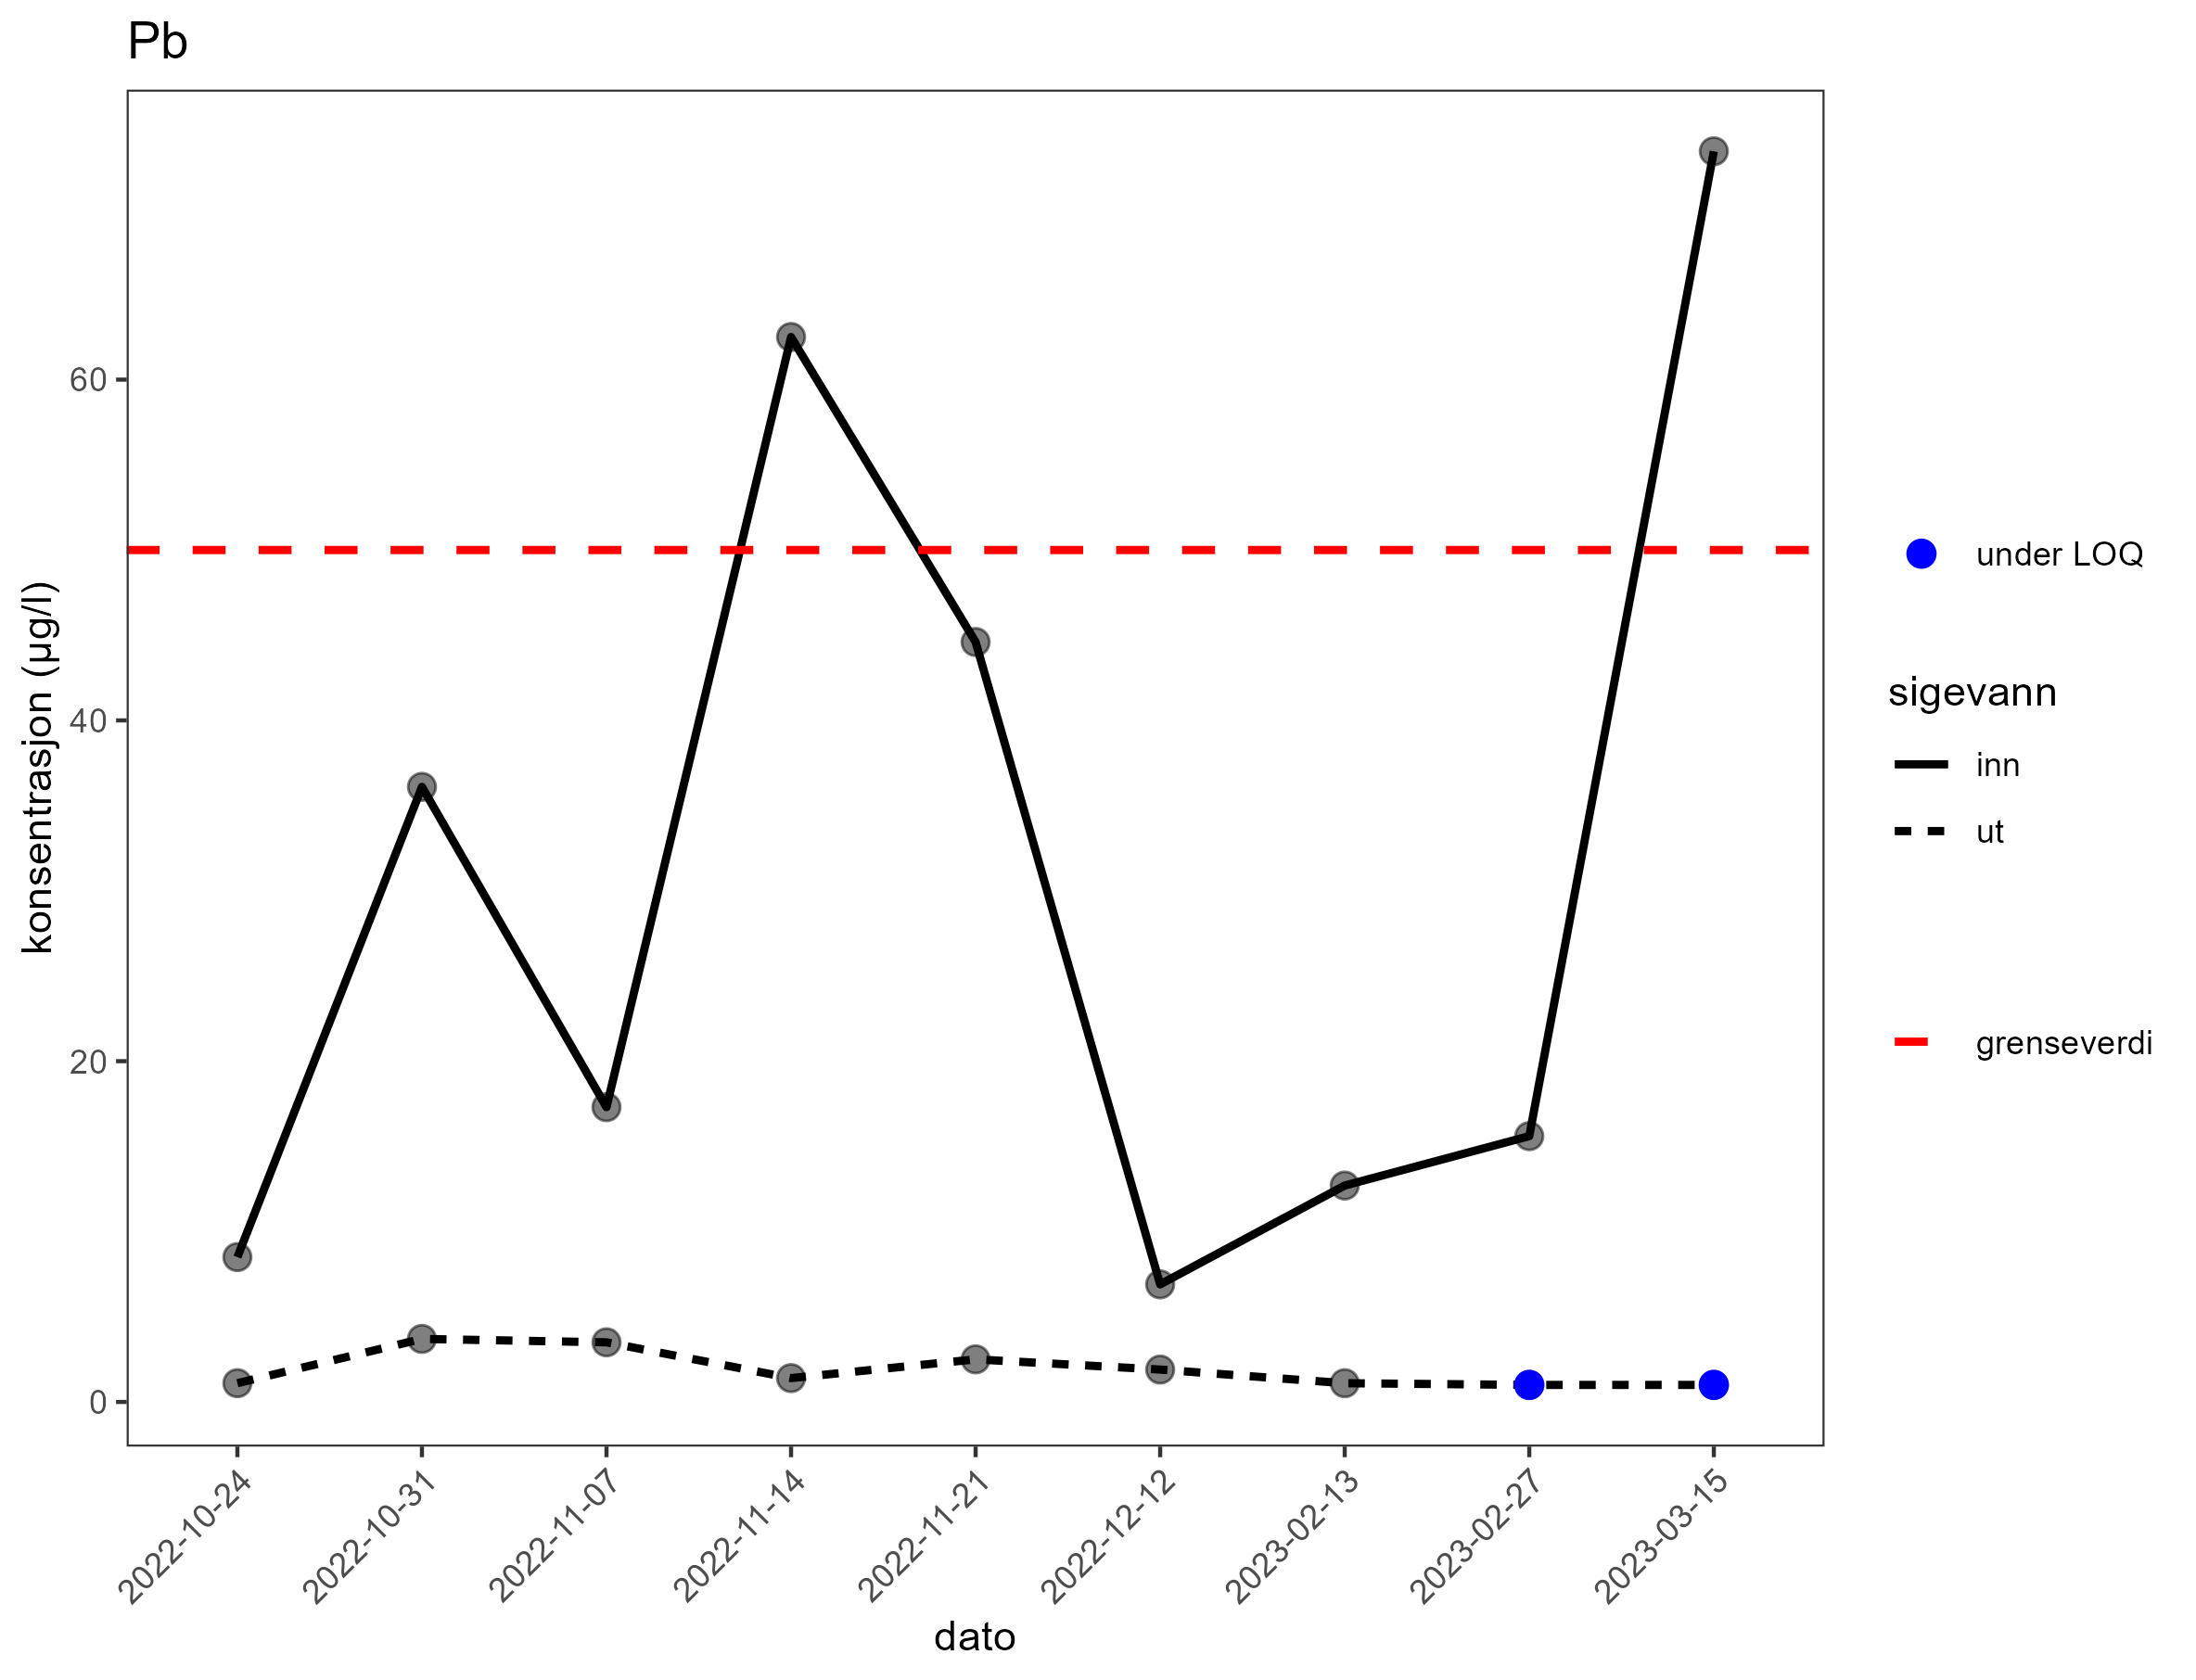 Pb
konsentrasjon (µg/l)
60
40
20
0
2022-10-24
2022-10-31
2022-11-07
2022-11-14
2022-11-21
2022-12-12
2023-02-13
2023-02-27
2023-03-15
dato
under LOQ
sigevann
inn
ut
grenseverdi